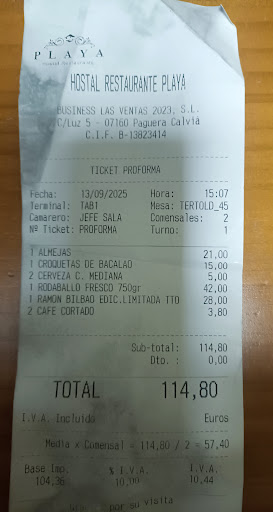 PLAYA
HOSTAL RESTAURANTE PLAYA
BUSINESS LAS VENTAS 2023, S.L.
C/Luz 5 - 07160 Paguera Calviá
C.I.F. B-13823414
TICKET PROFORMA
Fecha: 13/09/2025 Hora: 15:07
Terminal: TAB1 Mesa: TERTOLD_45
Camarero: JEFE SALA Comensales: 2
Nº Ticket: PROFORMA Turno: 1
1 ALMEJAS 21,00
1 CROQUETAS DE BACALAO 15,00
2 CERVEZA C. MEDIANA 5,00
1 RODABALLO FRESCO 750gr 42,00
1 RAMON BILBAO EDIC.LIMITADA TTO 28,00
2 CAFE CORTADO 3,80
Sub-total: 114,80
Dto. : 0,00
TOTAL 114,80
I.V.A. Incluido Euros
Media x Comensal = 114,80 / 2 = 57,40
Base Imp. % I.V.A. I.V.A.
104,36 10,00 10,44
por su visita